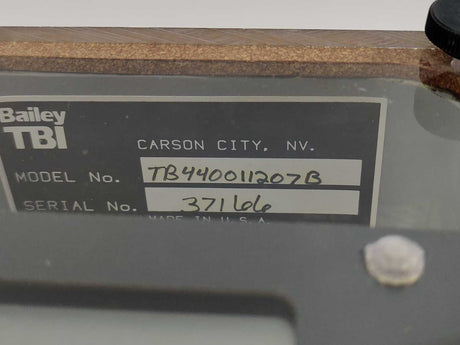 Bailey
TBI
CARSON CITY, NV.
MODEL No. TB440011207B
SERIAL No. 37166
MADE IN U.S.A.